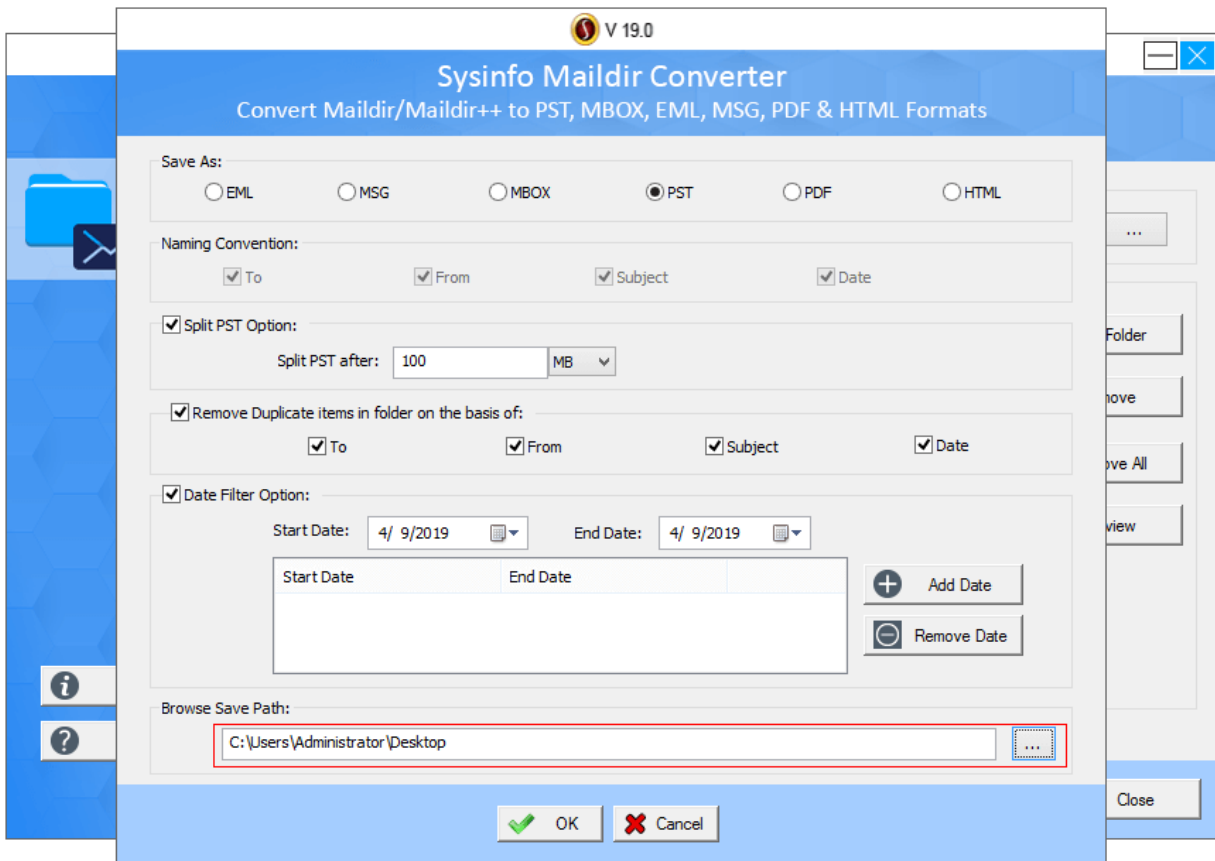 V 19.0
Sysinfo Maildir Converter
Convert Maildir/Maildir++ to PST, MBOX, EML, MSG, PDF & HTML Formats
Save As:
EML MSG MBOX PST PDF HTML
...
Naming Convention:
To From Subject Date
Split PST Option:
Folder
Split PST after: 100 MB
Remove Duplicate items in folder on the basis of:
To From Subject Date
Date Filter Option:
Start Date: 4/ 9/2019 End Date: 4/ 9/2019
Start Date End Date
Add Date
Remove Date
Browse Save Path:
C:\Users\Administrator\Desktop ...
OK Cancel
Close